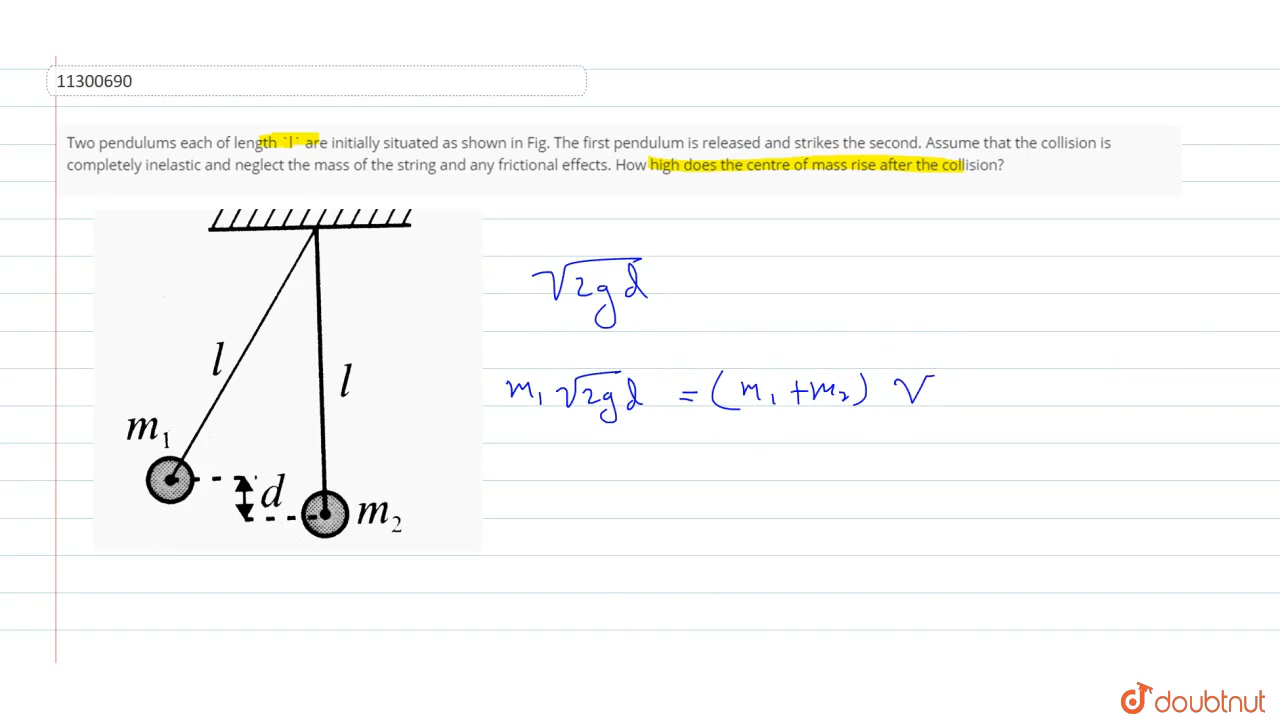 11300690
Two pendulums each of length `l` are initially situated as shown in Fig. The first pendulum is released and strikes the second. Assume that the collision is
completely inelastic and neglect the mass of the string and any frictional effects. How high does the centre of mass rise after the collision?
√2gd
l
l
m₁ √2gd = (m₁ + m₂) V
m₁
d
m₂
doubtnut